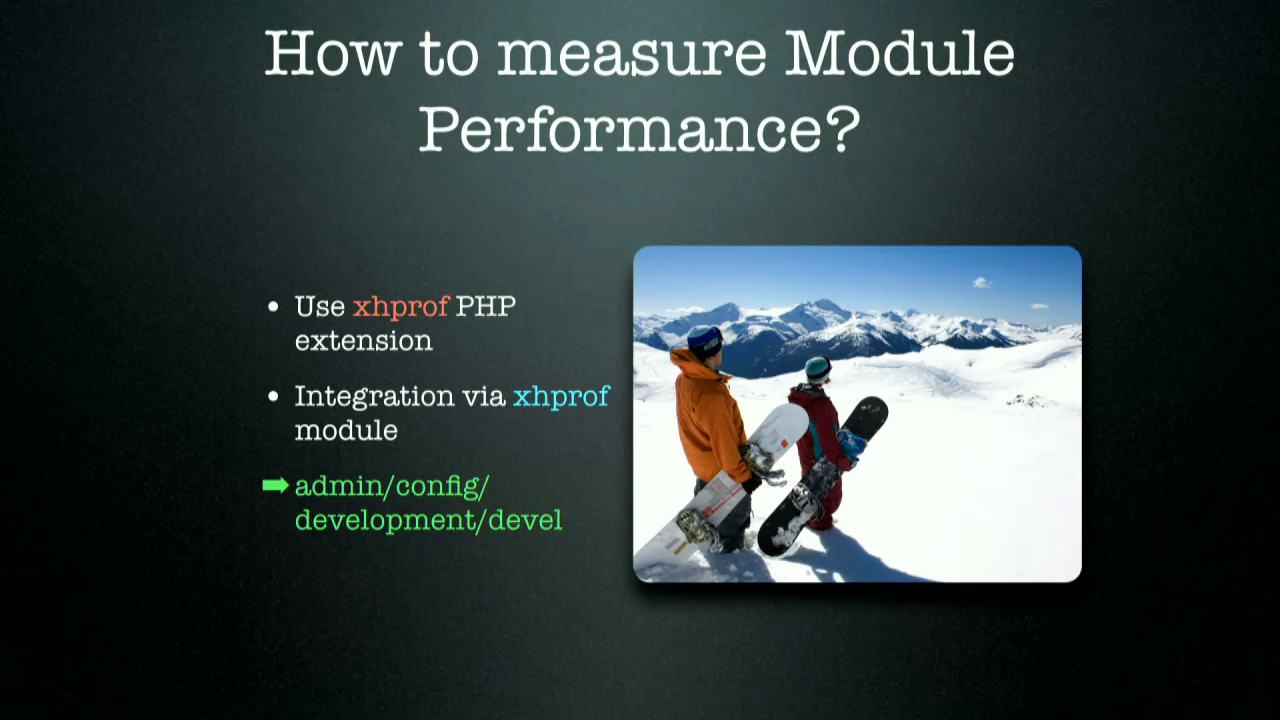 How to measure Module
Performance?
• Use xhprof PHP
extension
• Integration via xhprof
module
➡ admin/config/
development/devel